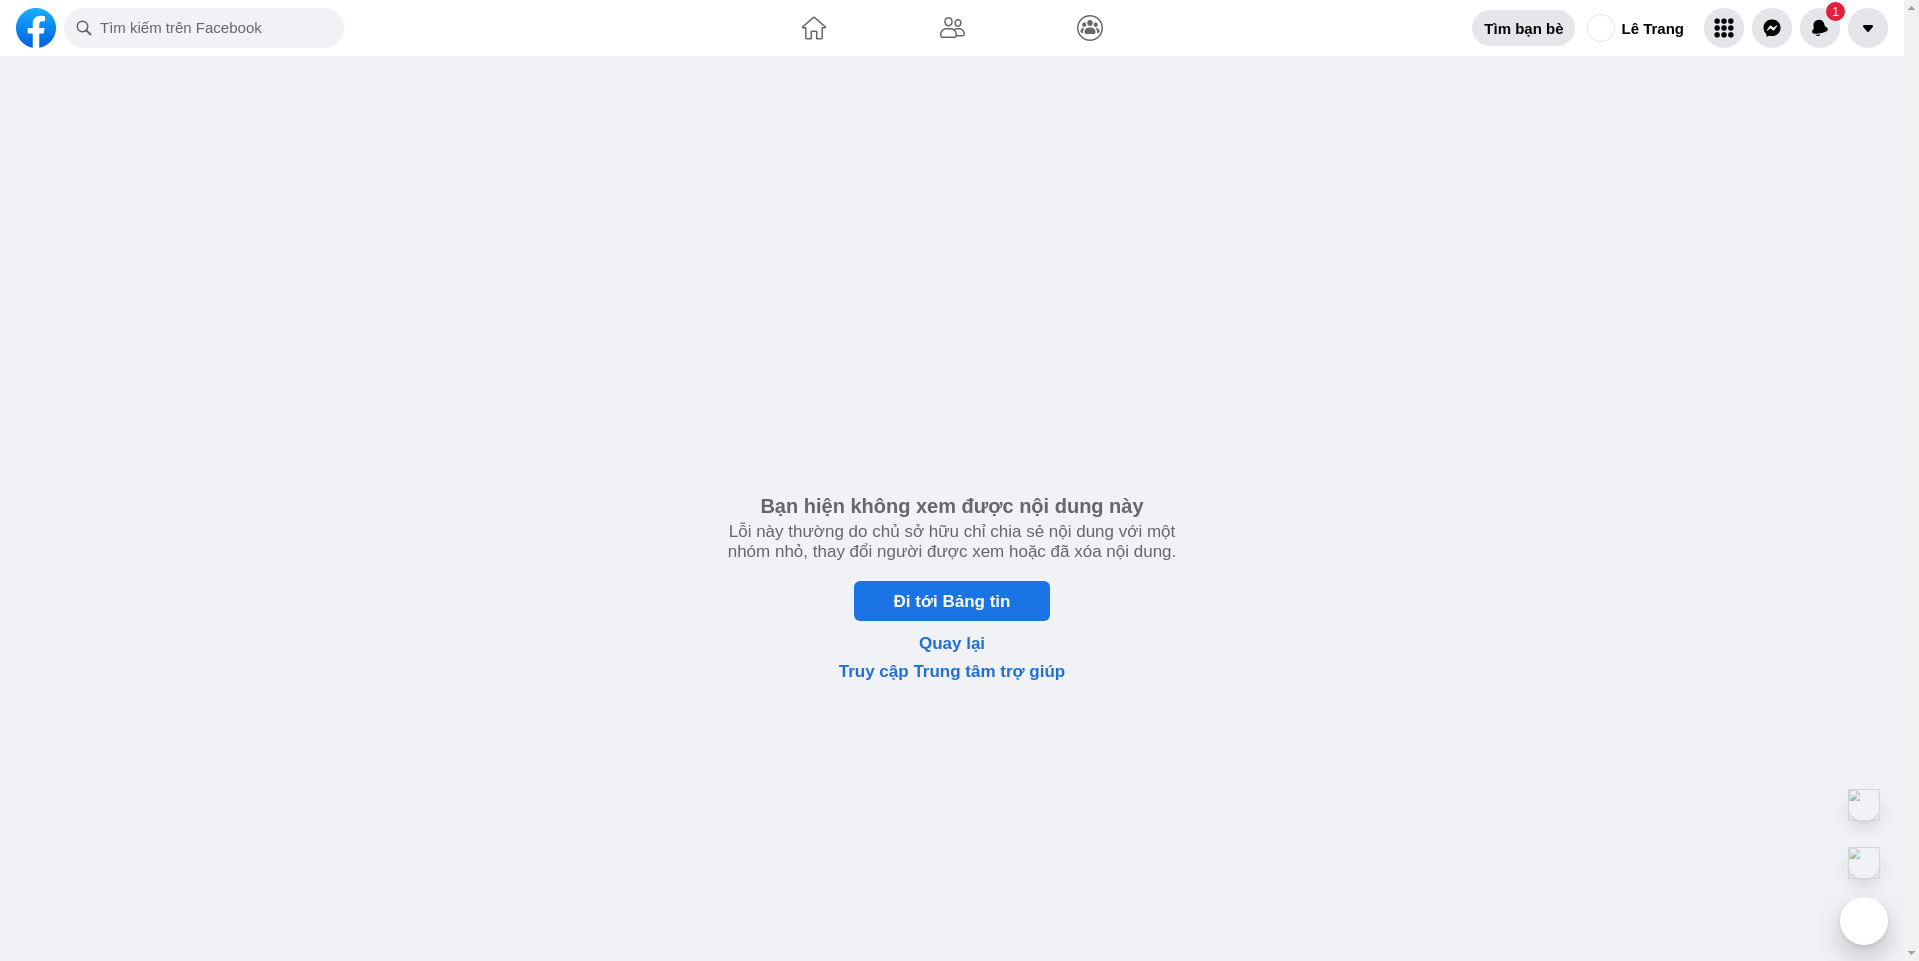 Tìm kiếm trên Facebook
Tìm bạn bè
Lê Trang
1
Bạn hiện không xem được nội dung này
Lỗi này thường do chủ sở hữu chỉ chia sẻ nội dung với một
nhóm nhỏ, thay đổi người được xem hoặc đã xóa nội dung.
Đi tới Bảng tin
Quay lại
Truy cập Trung tâm trợ giúp